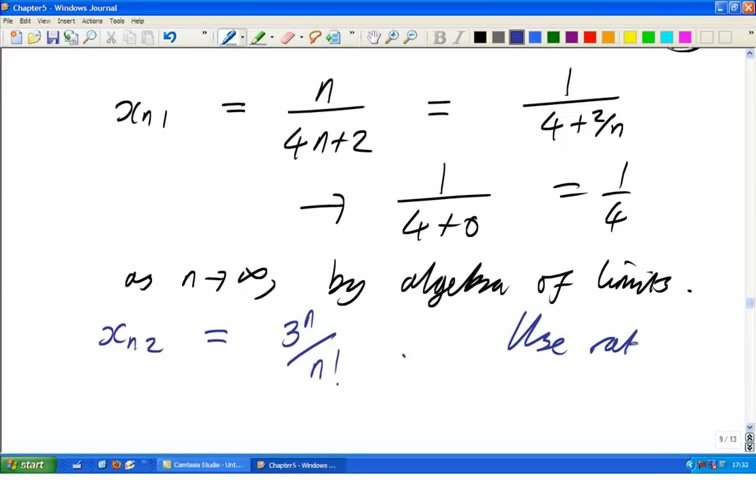 Chapter5 - Windows Journal
File Edit View Insert Actions Tools Help
x_{n1} = n/(4n+2) = 1/(4+2/n)
→ 1/(4+0) = 1/4
as n→∞, by algebra of limits.
x_{n2} = 3^n/n! . Use rat
9 / 13
start Camtasia Studio - Unt... Chapter5 - Windows ... 17:32